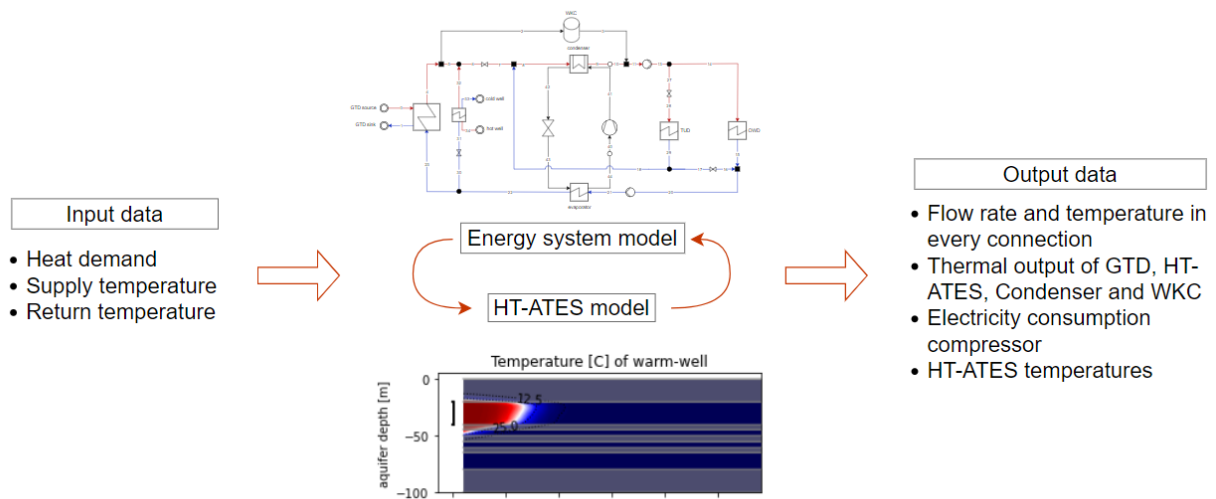 WKC
condenser
GTD source
GTD sink
cold well
hot well
TUD
OWD
evaporator
Input data
• Heat demand
• Supply temperature
• Return temperature
Energy system model
HT-ATES model
Output data
• Flow rate and temperature in
every connection
• Thermal output of GTD, HT-
ATES, Condenser and WKC
• Electricity consumption
compressor
• HT-ATES temperatures
Temperature [C] of warm-well
aquifer depth [m]
0
−50
−100
12.5
25.0